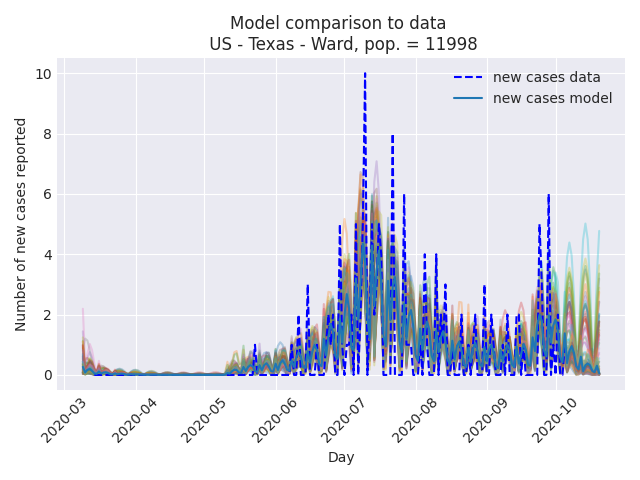 Model comparison to data
US - Texas - Ward, pop. = 11998
new cases data
new cases model
Number of new cases reported
10
8
6
4
2
0
2020-03
2020-04
2020-05
2020-06
2020-07
2020-08
2020-09
2020-10
Day